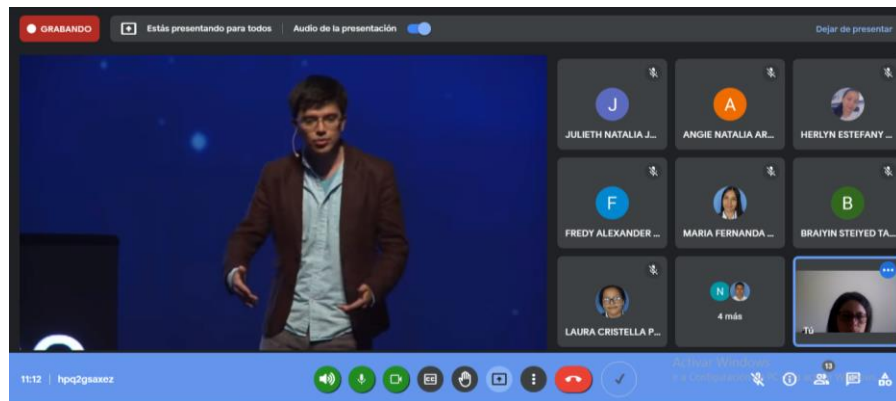 GRABANDO
Estás presentando para todos
Audio de la presentación
Dejar de presentar
J
JULIETH NATALIA J...
A
ANGIE NATALIA AR...
HERLYN ESTEFANY ...
F
FREDY ALEXANDER ...
MARIA FERNANDA ...
B
BRAIYIN STEIYED TA...
LAURA CRISTELLA P...
N
4 más
Tú
11:12 | hpq2gsaxez
CC
13
Activar Windows